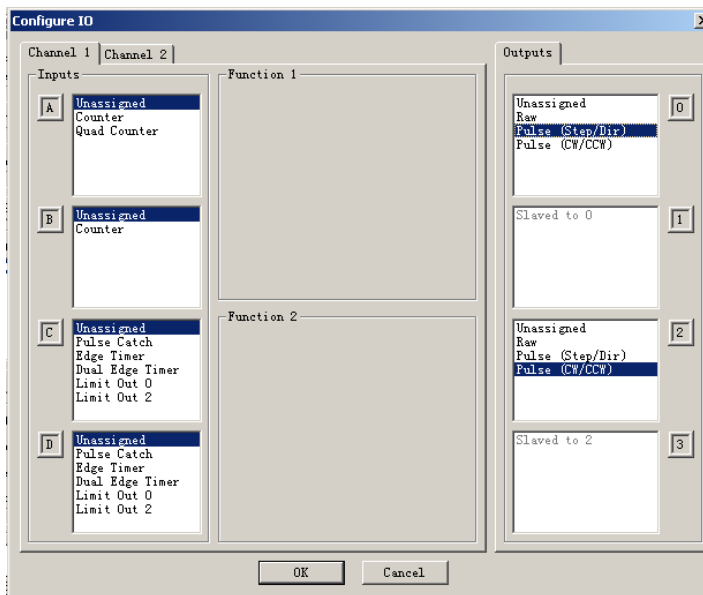 Configure IO
Channel 1
Channel 2
Inputs
A
Unassigned
Counter
Quad Counter
B
Unassigned
Counter
C
Unassigned
Pulse Catch
Edge Timer
Dual Edge Timer
Limit Out 0
Limit Out 2
D
Unassigned
Pulse Catch
Edge Timer
Dual Edge Timer
Limit Out 0
Limit Out 2
Function 1
Function 2
Outputs
Unassigned
Raw
Pulse (Step/Dir)
Pulse (CW/CCW)
0
Slaved to 0
1
Unassigned
Raw
Pulse (Step/Dir)
Pulse (CW/CCW)
2
Slaved to 2
3
OK
Cancel